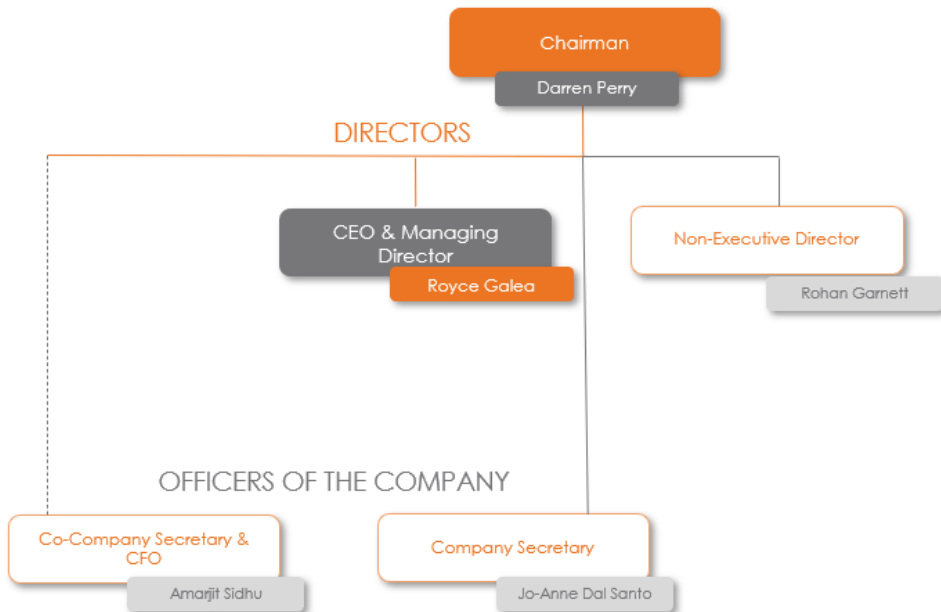 Chairman
Darren Perry
DIRECTORS
CEO & Managing
Director
Royce Galea
Non-Executive Director
Rohan Garnett
OFFICERS OF THE COMPANY
Co-Company Secretary &
CFO
Amarjit Sidhu
Company Secretary
Jo-Anne Dal Santo